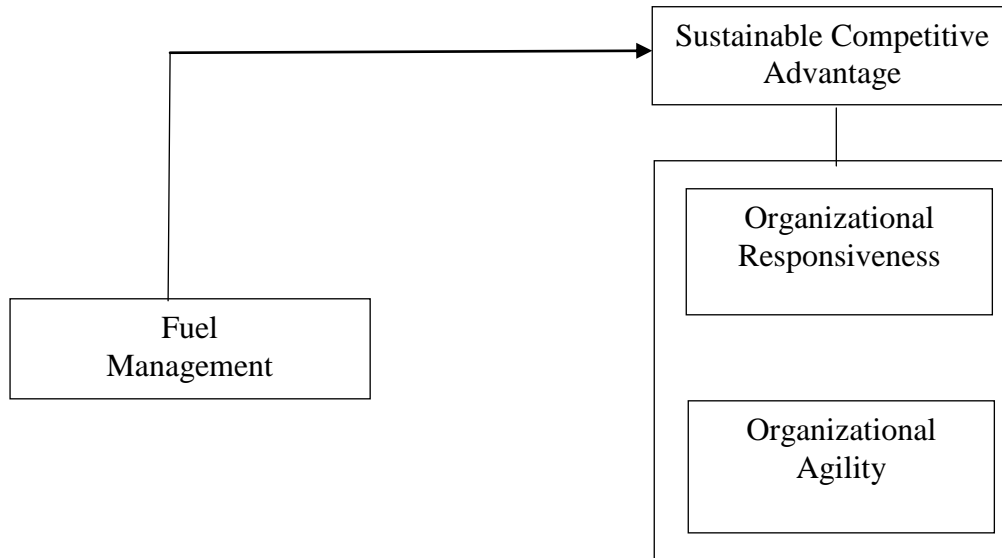 Sustainable Competitive
Advantage
Organizational
Responsiveness
Fuel
Management
Organizational
Agility